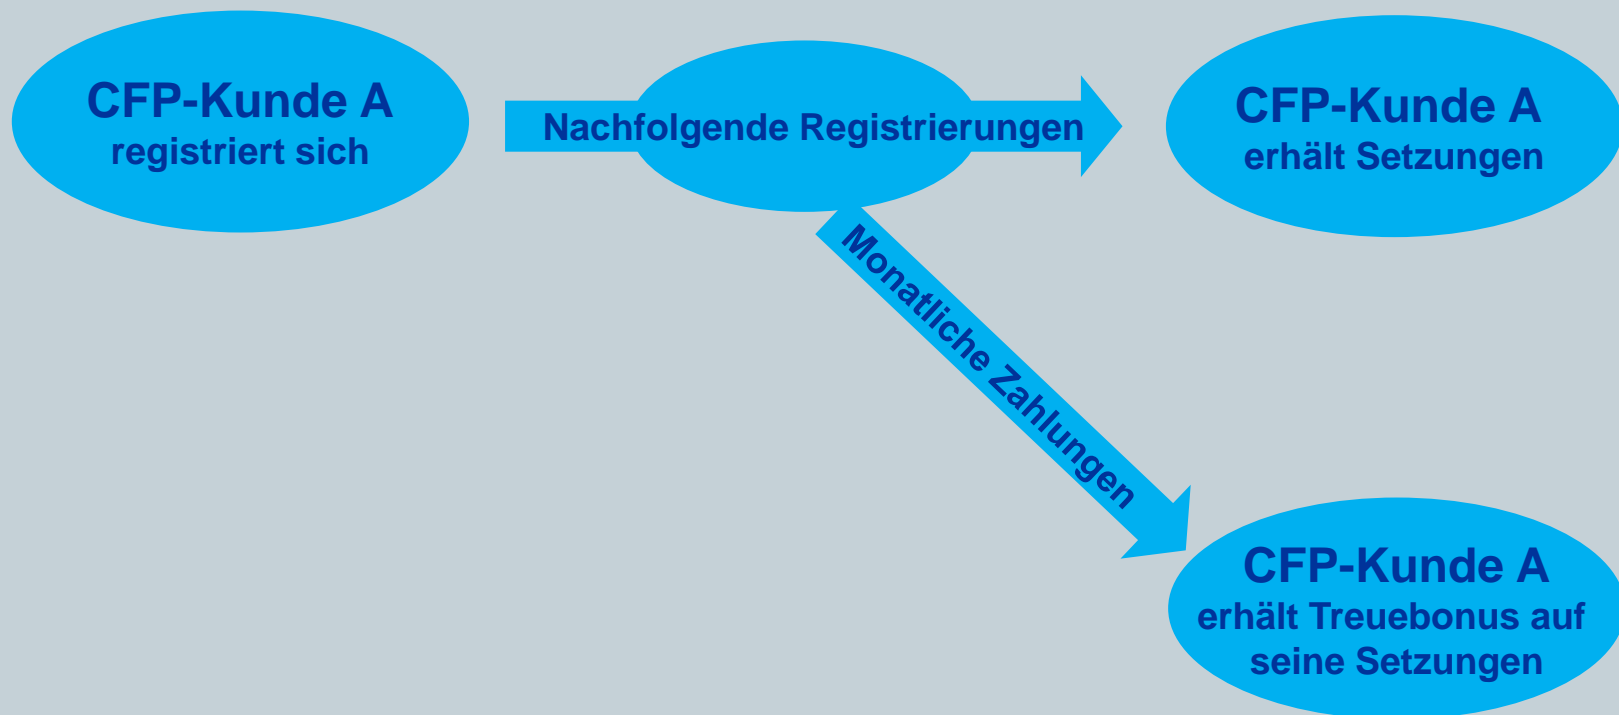 CFP-Kunde A
registriert sich
Nachfolgende Registrierungen
CFP-Kunde A
erhält Setzungen
Monatliche Zahlungen
CFP-Kunde A
erhält Treuebonus auf
seine Setzungen